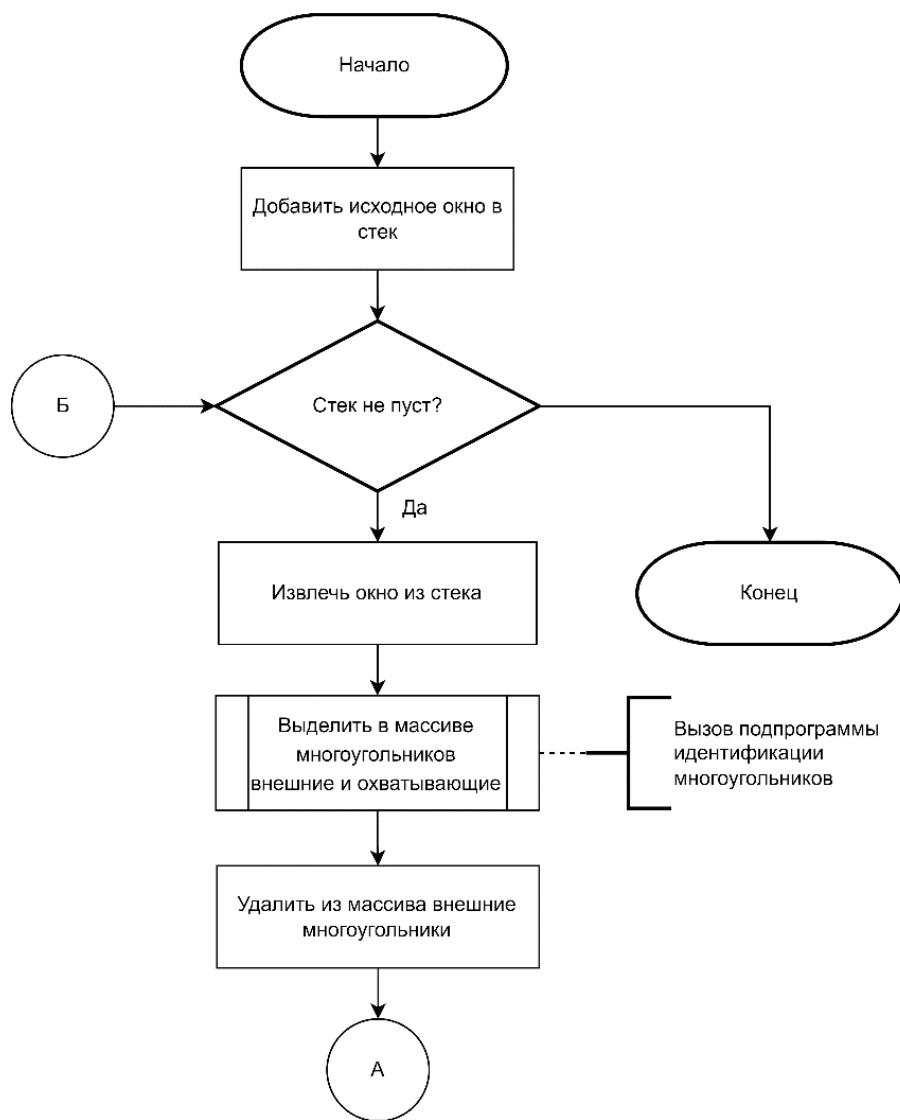 Начало
Добавить исходное окно в
стек
Б
Стек не пуст?
Да
Извлечь окно из стека
Конец
Выделить в массиве
многоугольников
внешние и охватывающие
Вызов подпрограммы
идентификации
многоугольников
Удалить из массива внешние
многоугольники
А